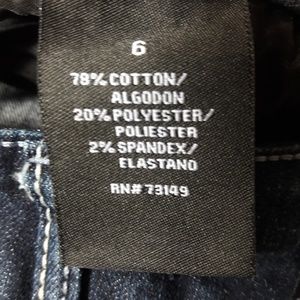 6
78% COTTON/
ALGODON
20% POLYESTER/
POLIESTER
2% SPANDEX/
ELASTANO
RN# 73149